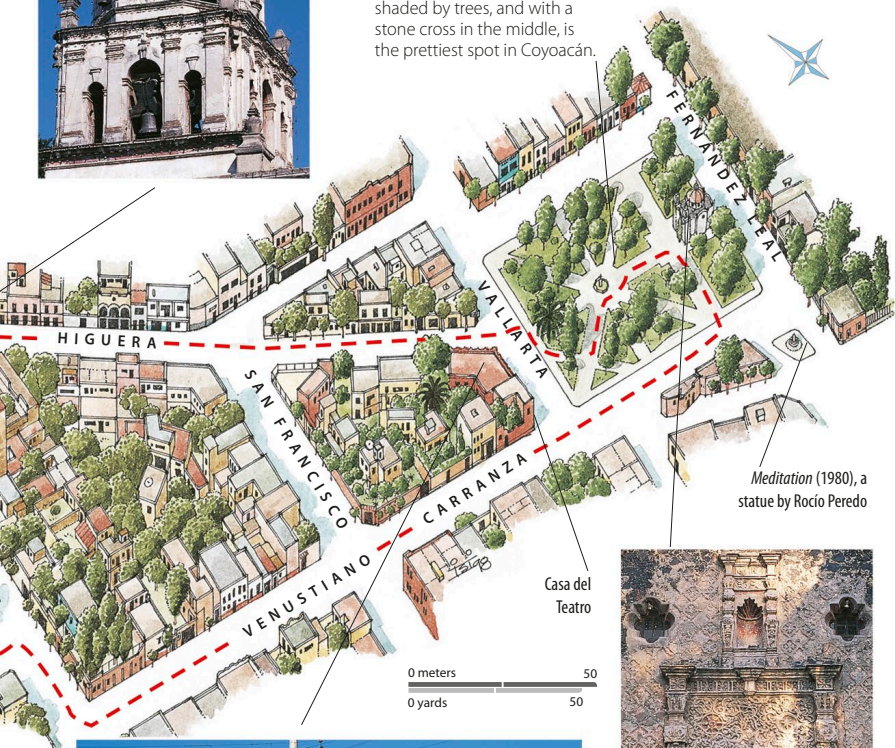 shaded by trees, and with a
stone cross in the middle, is
the prettiest spot in Coyoacán.
FERNÁNDEZ LEAL
VALLARTA
HIGUERA
SAN FRANCISCO
VENUSTIANO CARRANZA
Meditation (1980), a
statue by Rocío Peredo
Casa del
Teatro
0 meters 50
0 yards 50